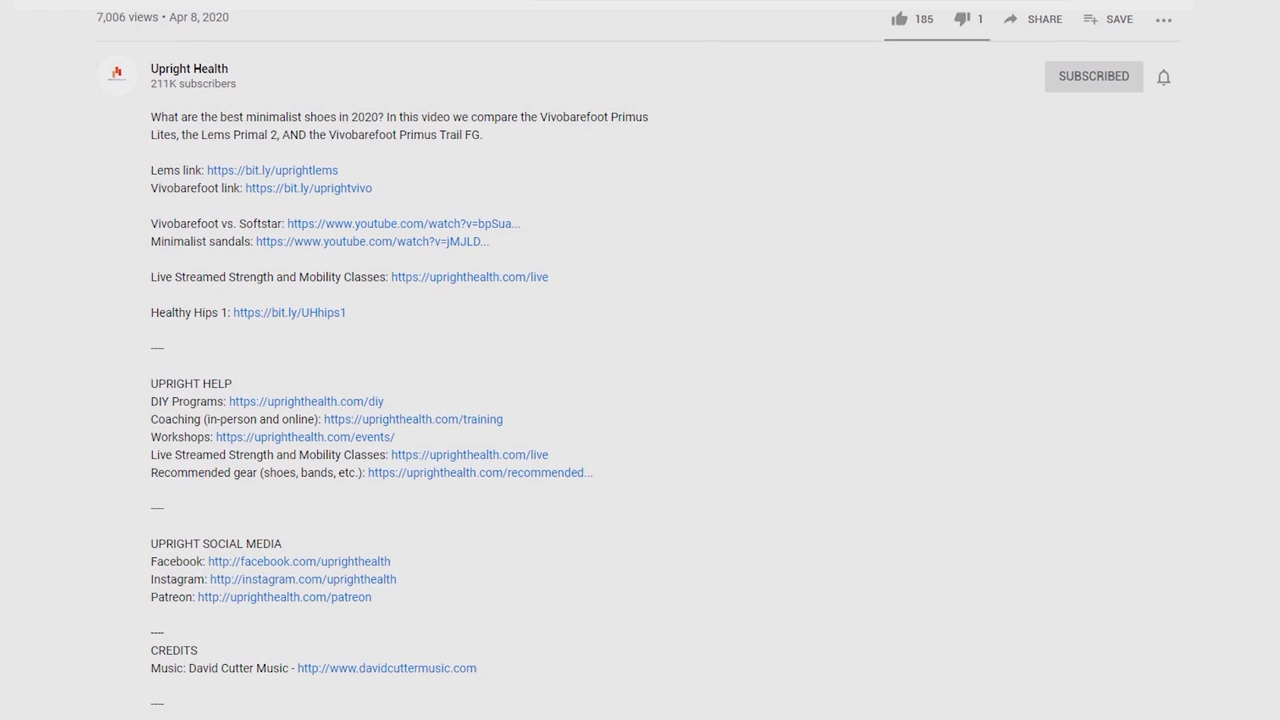 7,006 views • Apr 8, 2020
185 1 SHARE SAVE
Upright Health
211K subscribers
SUBSCRIBED
What are the best minimalist shoes in 2020? In this video we compare the Vivobarefoot Primus
Lites, the Lems Primal 2, AND the Vivobarefoot Primus Trail FG.
Lems link: https://bit.ly/uprightlems
Vivobarefoot link: https://bit.ly/uprightvivo
Vivobarefoot vs. Softstar: https://www.youtube.com/watch?v=bpSua...
Minimalist sandals: https://www.youtube.com/watch?v=jMJLD...
Live Streamed Strength and Mobility Classes: https://uprighthealth.com/live
Healthy Hips 1: https://bit.ly/UHhips1
----
UPRIGHT HELP
DIY Programs: https://uprighthealth.com/diy
Coaching (in-person and online): https://uprighthealth.com/training
Workshops: https://uprighthealth.com/events/
Live Streamed Strength and Mobility Classes: https://uprighthealth.com/live
Recommended gear (shoes, bands, etc.): https://uprighthealth.com/recommended...
----
UPRIGHT SOCIAL MEDIA
Facebook: http://facebook.com/uprighthealth
Instagram: http://instagram.com/uprighthealth
Patreon: http://uprighthealth.com/patreon
----
CREDITS
Music: David Cutter Music - http://www.davidcuttermusic.com
----